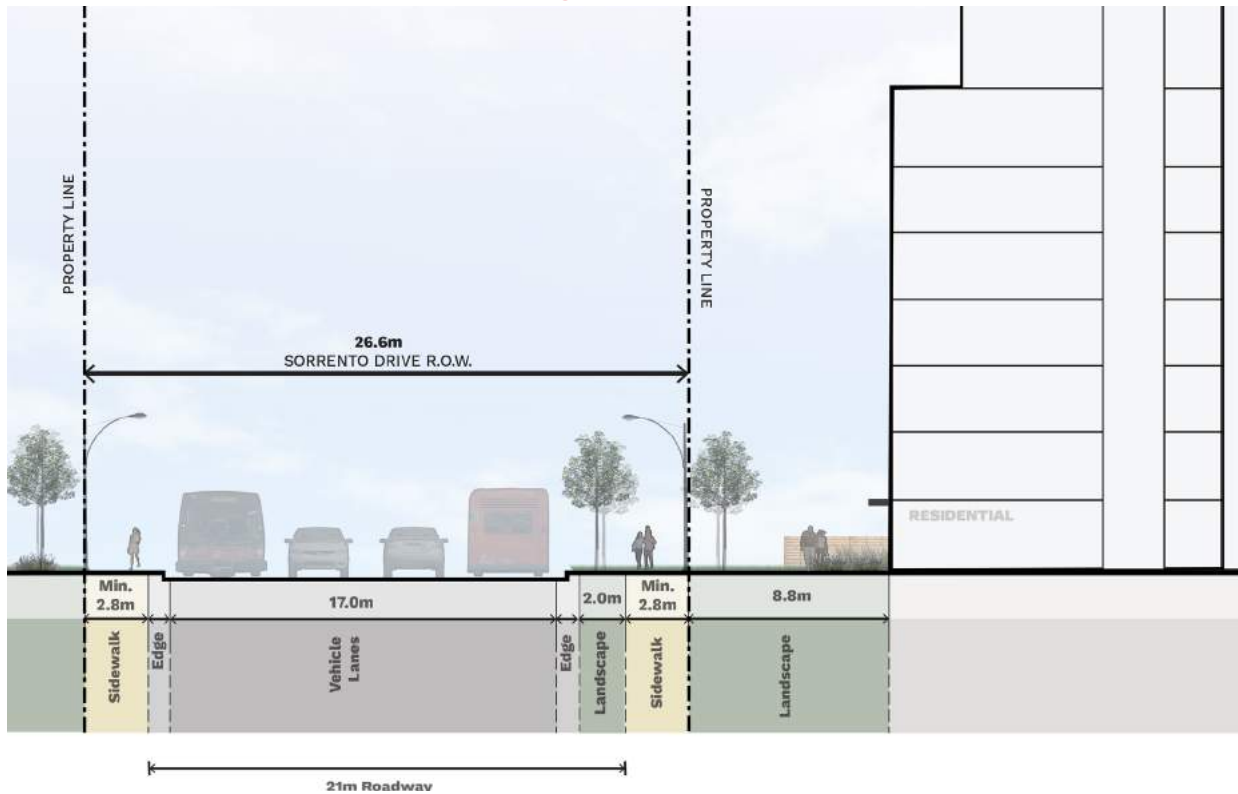 PROPERTY LINE
PROPERTY LINE
26.6m
SORRENTO DRIVE R.O.W.
RESIDENTIAL
Min.
2.8m
17.0m
2.0m
Min.
2.8m
8.8m
Sidewalk
Edge
Vehicle
Lanes
Edge
Landscape
Sidewalk
Landscape
21m Roadway